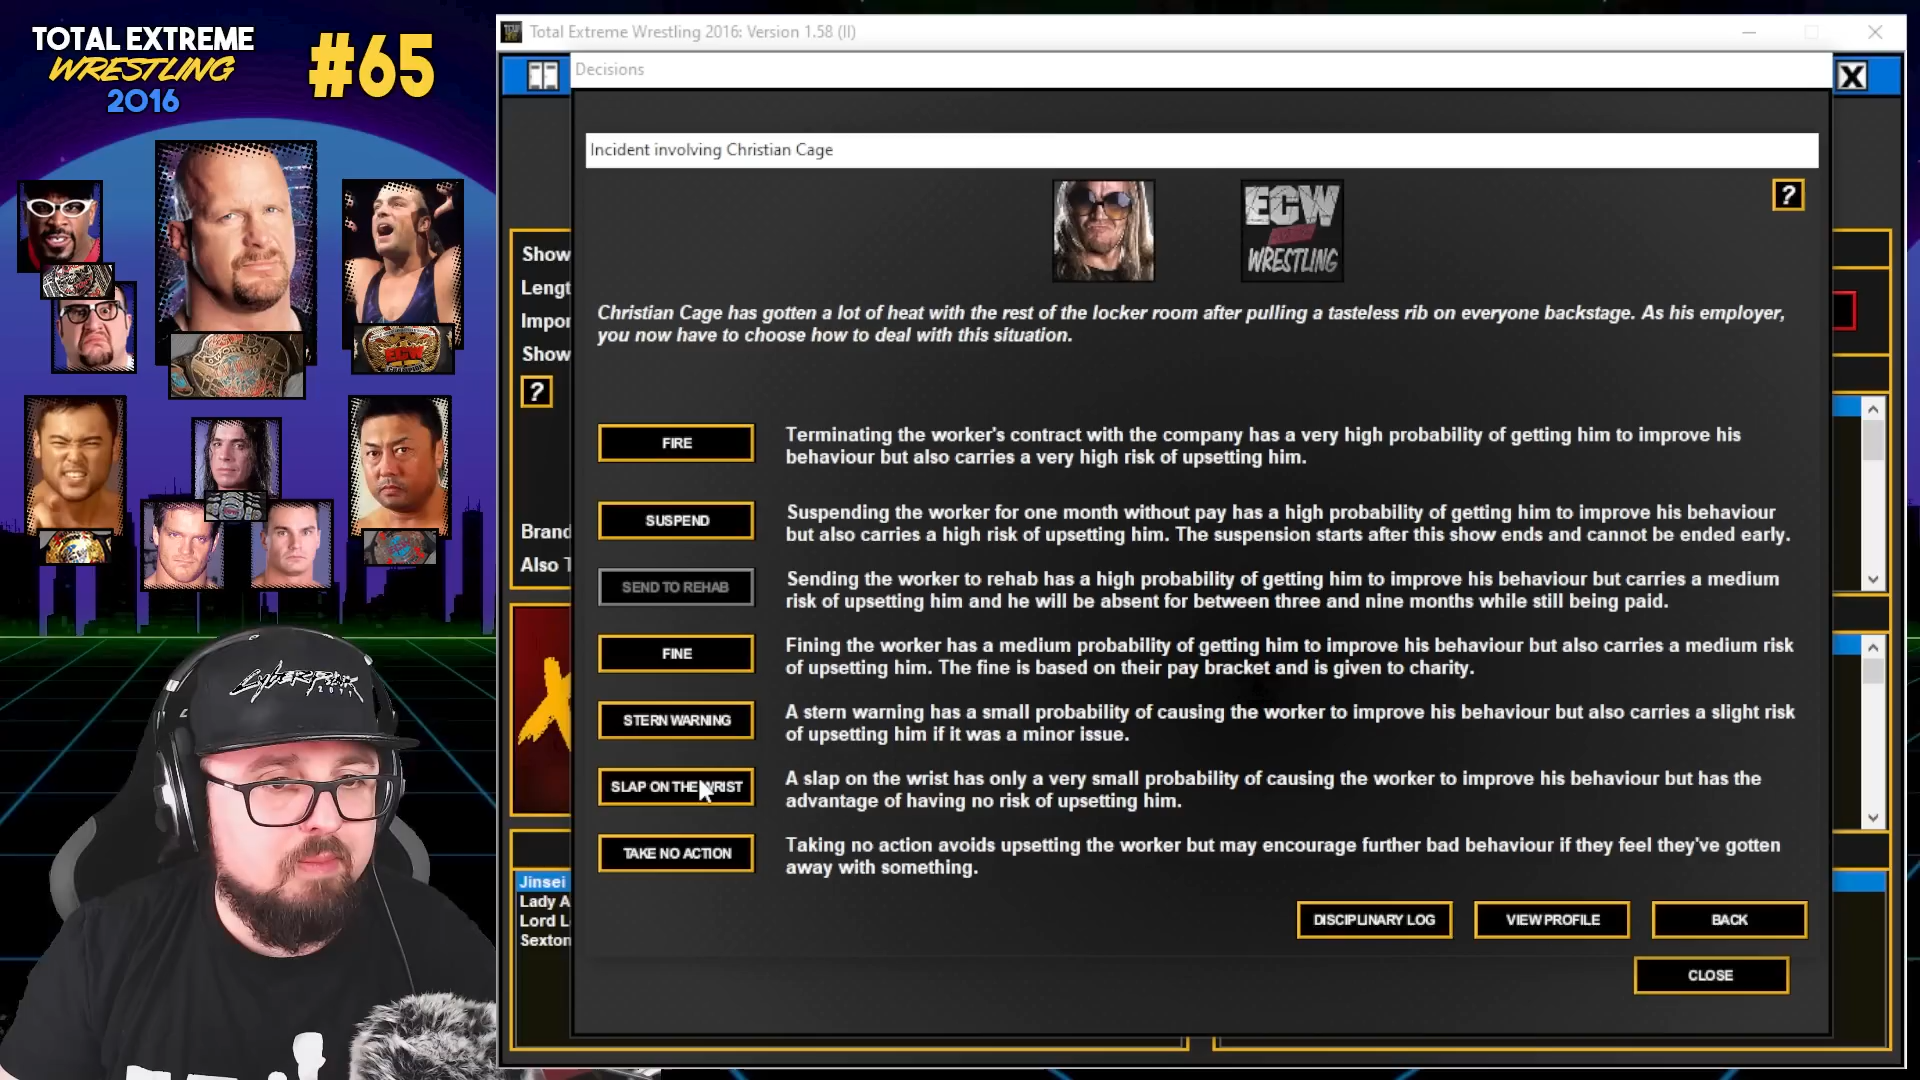 TOTAL EXTREME
WRESTLING
2016
#65
Total Extreme Wrestling 2016: Version 1.58 (II)
Decisions
X
Incident involving Christian Cage
ECW
WRESTLING
?
Christian Cage has gotten a lot of heat with the rest of the locker room after pulling a tasteless rib on everyone backstage. As his employer,
you now have to choose how to deal with this situation.
Show
Lengt
Impor
Show
?
Brand
Also T
FIRE
Terminating the worker's contract with the company has a very high probability of getting him to improve his
behaviour but also carries a very high risk of upsetting him.
SUSPEND
Suspending the worker for one month without pay has a high probability of getting him to improve his behaviour
but also carries a high risk of upsetting him. The suspension starts after this show ends and cannot be ended early.
SEND TO REHAB
Sending the worker to rehab has a high probability of getting him to improve his behaviour but carries a medium
risk of upsetting him and he will be absent for between three and nine months while still being paid.
FINE
Fining the worker has a medium probability of getting him to improve his behaviour but also carries a medium risk
of upsetting him. The fine is based on their pay bracket and is given to charity.
STERN WARNING
A stern warning has a small probability of causing the worker to improve his behaviour but also carries a slight risk
of upsetting him if it was a minor issue.
SLAP ON THE WRIST
A slap on the wrist has only a very small probability of causing the worker to improve his behaviour but has the
advantage of having no risk of upsetting him.
TAKE NO ACTION
Taking no action avoids upsetting the worker but may encourage further bad behaviour if they feel they've gotten
away with something.
Jinsei
Lady A
Lord L
Sexton
DISCIPLINARY LOG
VIEW PROFILE
BACK
CLOSE
CYBERPUNK
2077
ECW